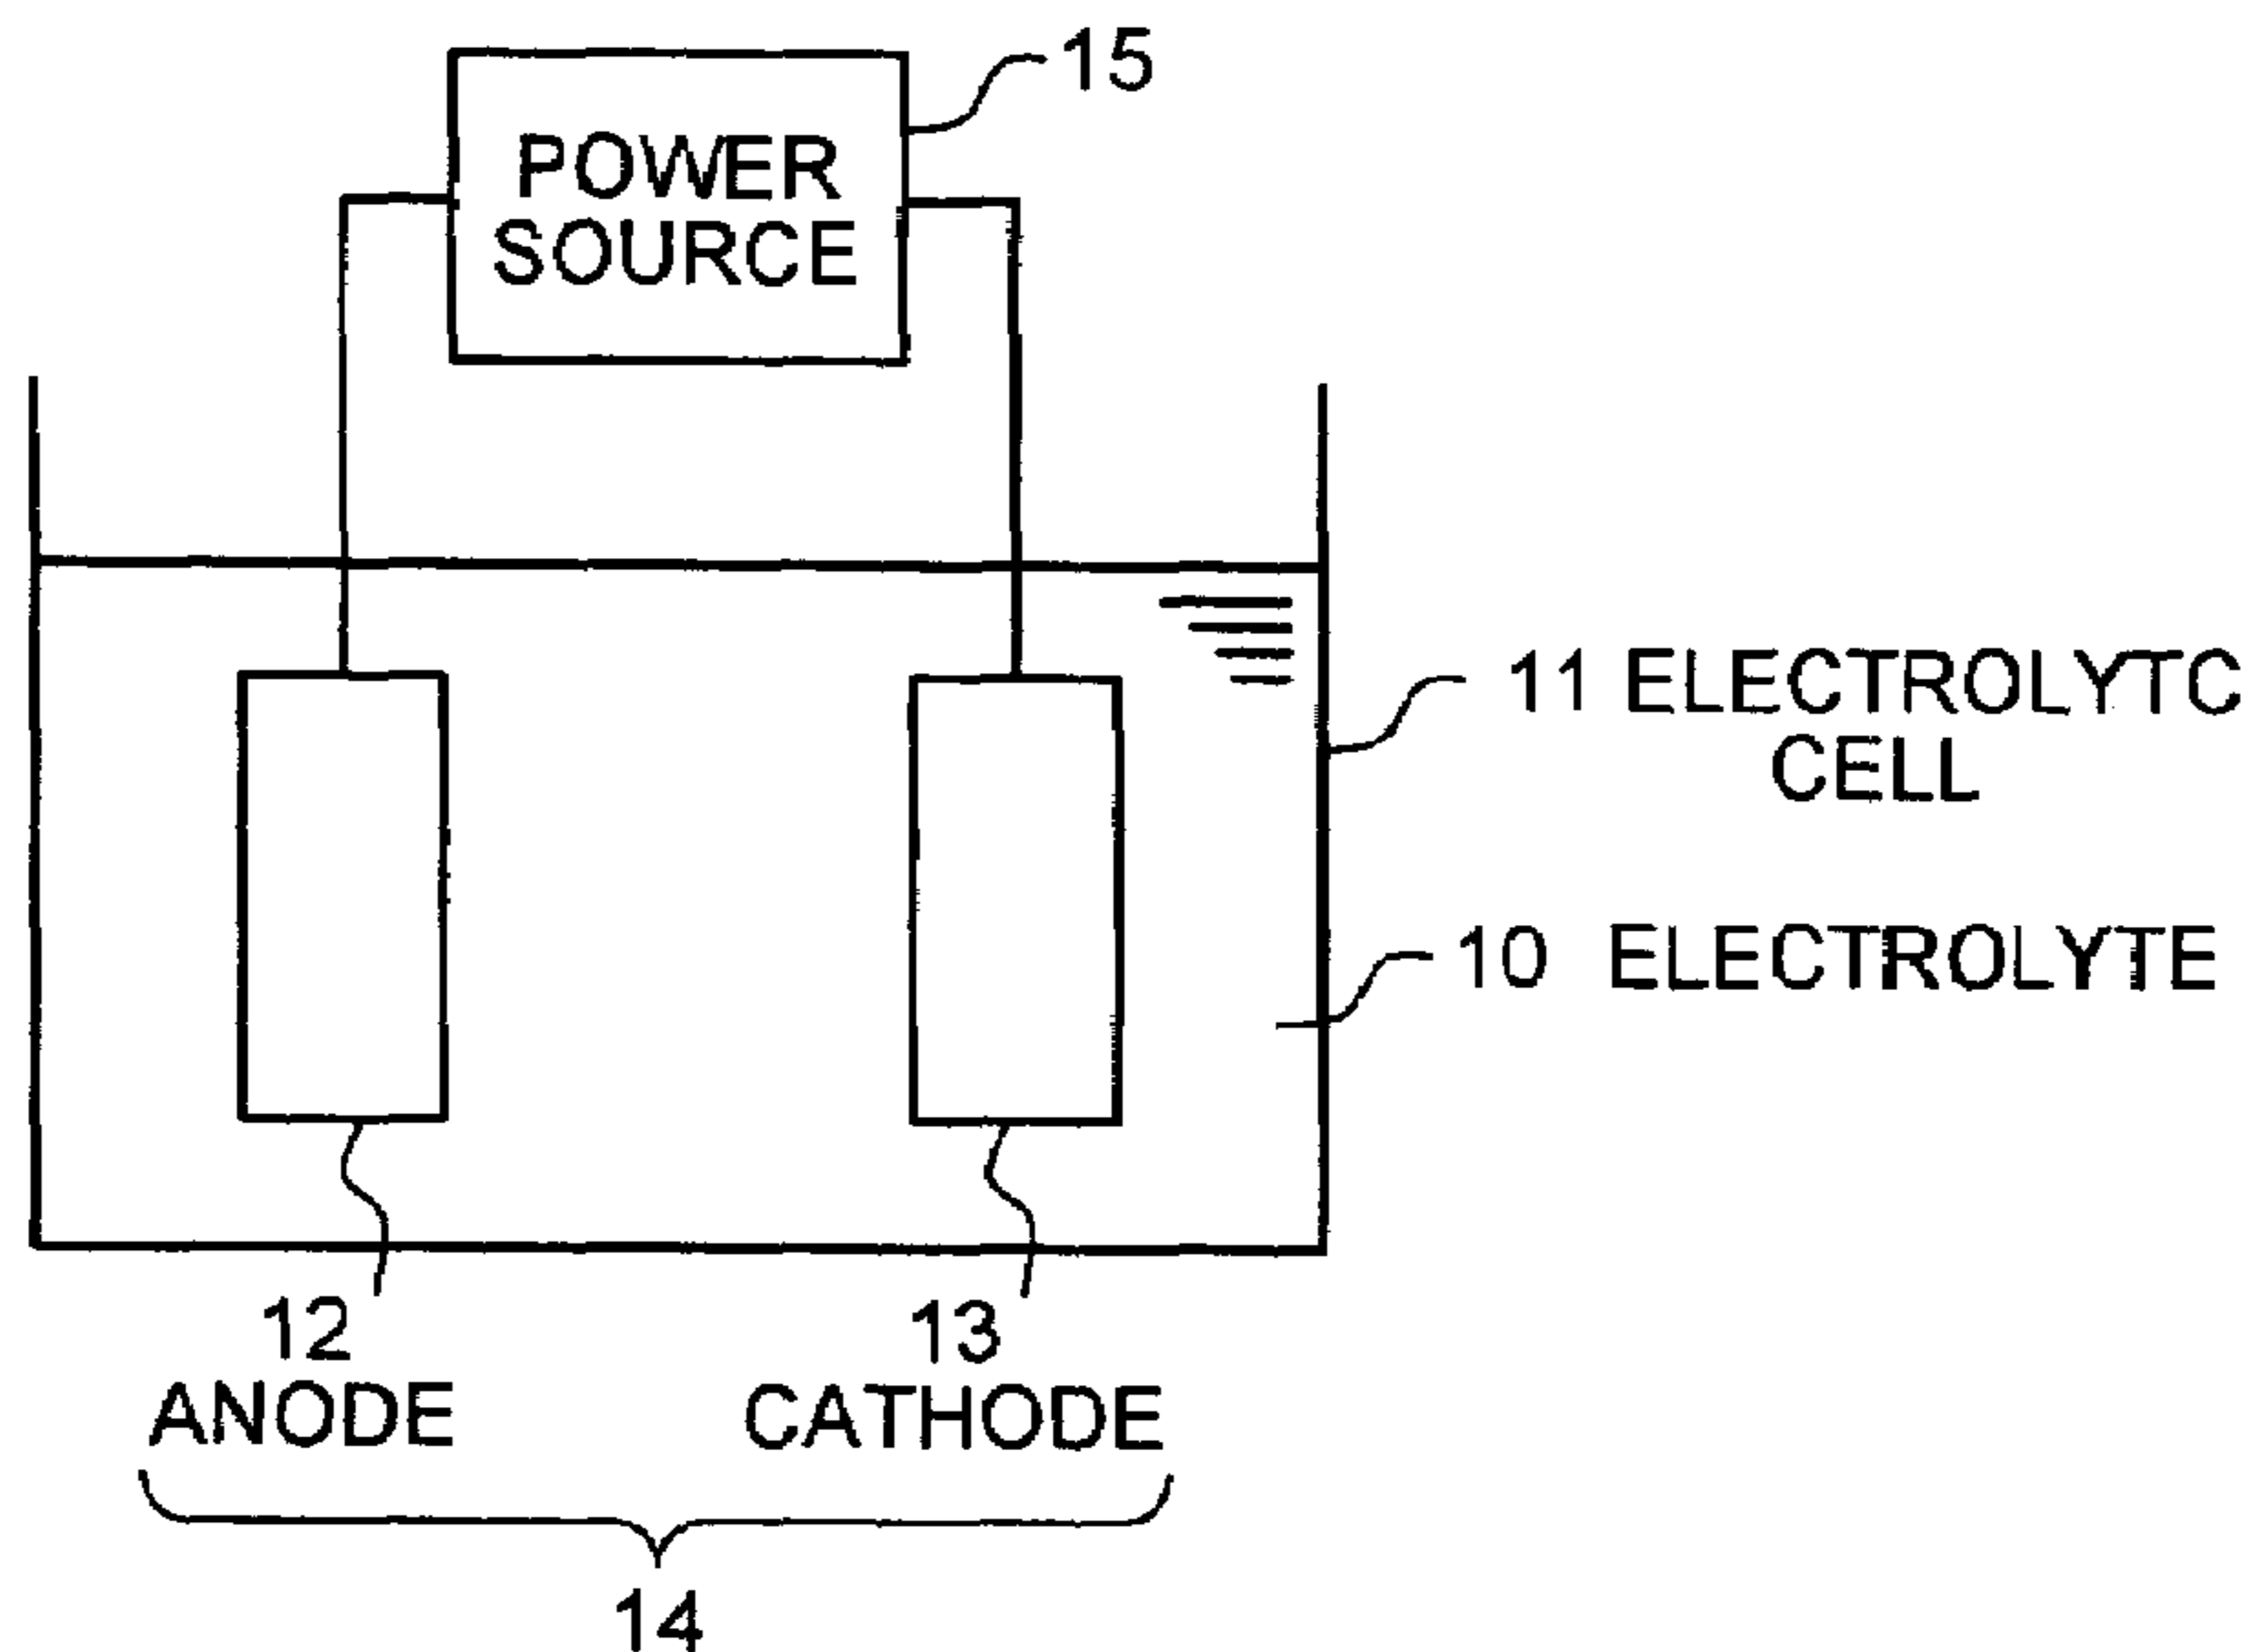 15
POWER
SOURCE
11 ELECTROLYTC
CELL
10 ELECTROLYTE
12
ANODE
13
CATHODE
14